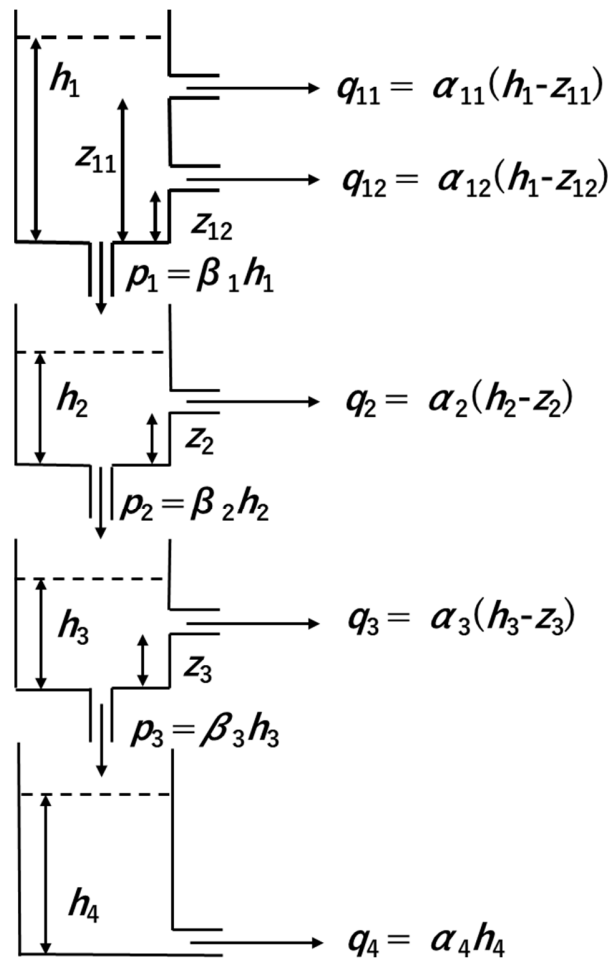 h₁
q₁₁ = α₁₁(h₁-z₁₁)
z₁₁
q₁₂ = α₁₂(h₁-z₁₂)
z₁₂
p₁ = β₁h₁
h₂
q₂ = α₂(h₂-z₂)
z₂
p₂ = β₂h₂
h₃
q₃ = α₃(h₃-z₃)
z₃
p₃ = β₃h₃
h₄
q₄ = α₄h₄